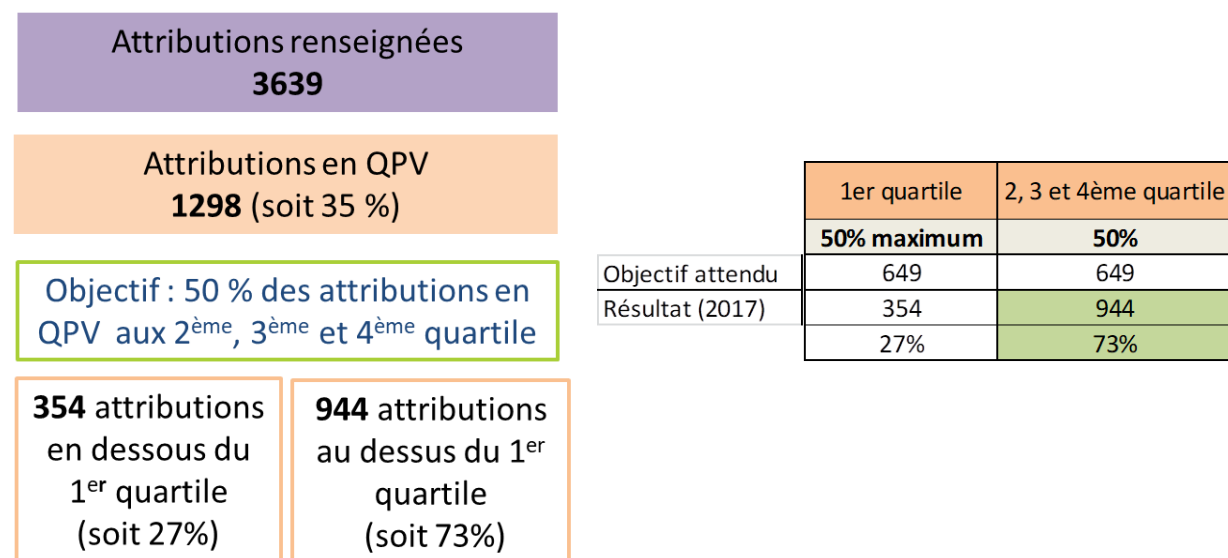 Attributions renseignées
3639
Attributions en QPV
1298 (soit 35 %)
Objectif : 50 % des attributions en
QPV aux 2ème, 3ème et 4ème quartile
354 attributions
en dessous du
1er quartile
(soit 27%)
944 attributions
au dessus du 1er
quartile
(soit 73%)
1er quartile 2, 3 et 4ème quartile
50% maximum 50%
Objectif attendu 649 649
Résultat (2017) 354 944
27% 73%